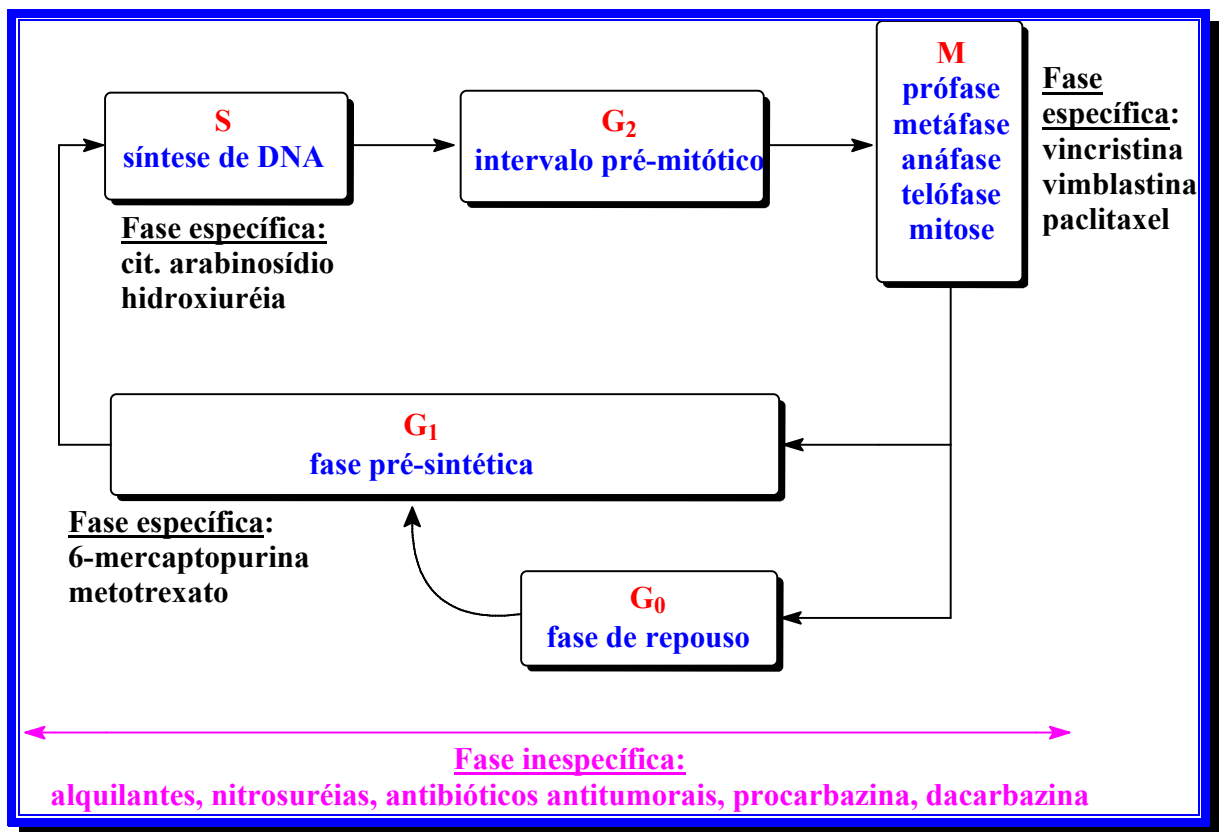 S
síntese de DNA
Fase específica:
cit. arabinosídio
hidroxiuréia
G2
intervalo pré-mitótico
M
prófase
metáfase
anáfase
telófase
mitose
Fase
específica:
vincristina
vimblastina
paclitaxel
G1
fase pré-sintética
Fase específica:
6-mercaptopurina
metotrexato
G0
fase de repouso
Fase inespecífica:
alquilantes, nitrosuréias, antibióticos antitumorais, procarbazina, dacarbazina